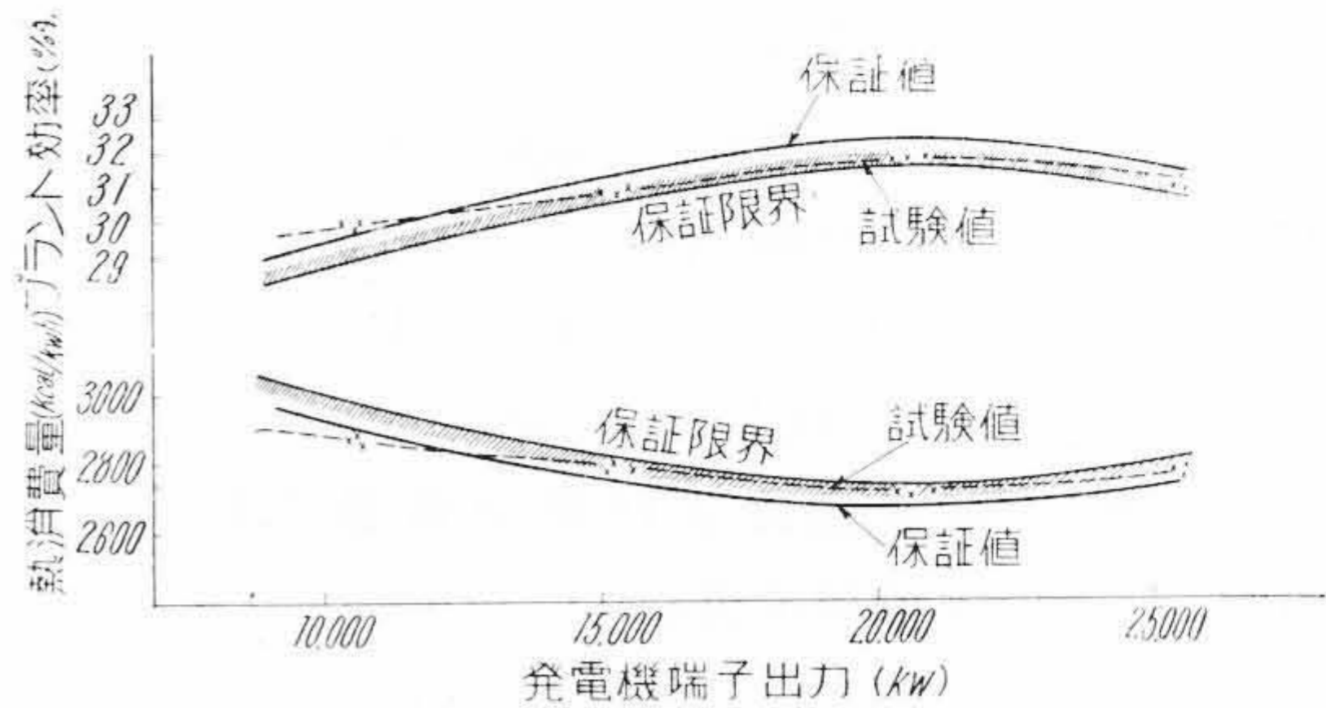 プラント効率(%)
33
32
31
30
29
保証値
保証限界
試験値
熱消費量(Kcal/kwh)
3000
2800
2600
保証限界
試験値
保証値
10.000
15.000
20.000
25.000
発電機端子出力 (KW)